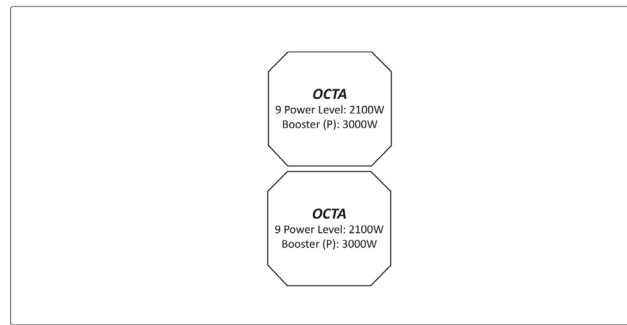 OCTA
9 Power Level: 2100W
Booster (P): 3000W
OCTA
9 Power Level: 2100W
Booster (P): 3000W